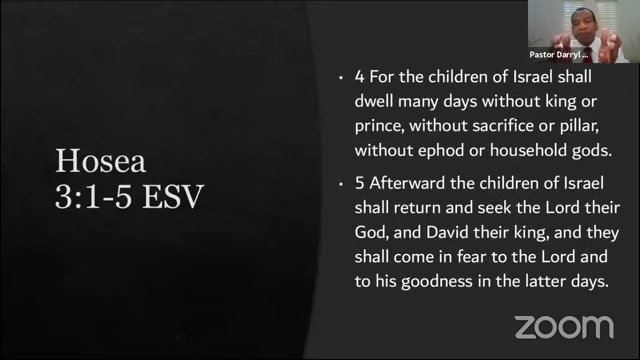 Pastor Darryl ...
Hosea
3:1-5 ESV
• 4 For the children of Israel shall
dwell many days without king or
prince, without sacrifice or pillar,
without ephod or household gods.
• 5 Afterward the children of Israel
shall return and seek the Lord their
God, and David their king, and they
shall come in fear to the Lord and
to his goodness in the latter days.
zoom